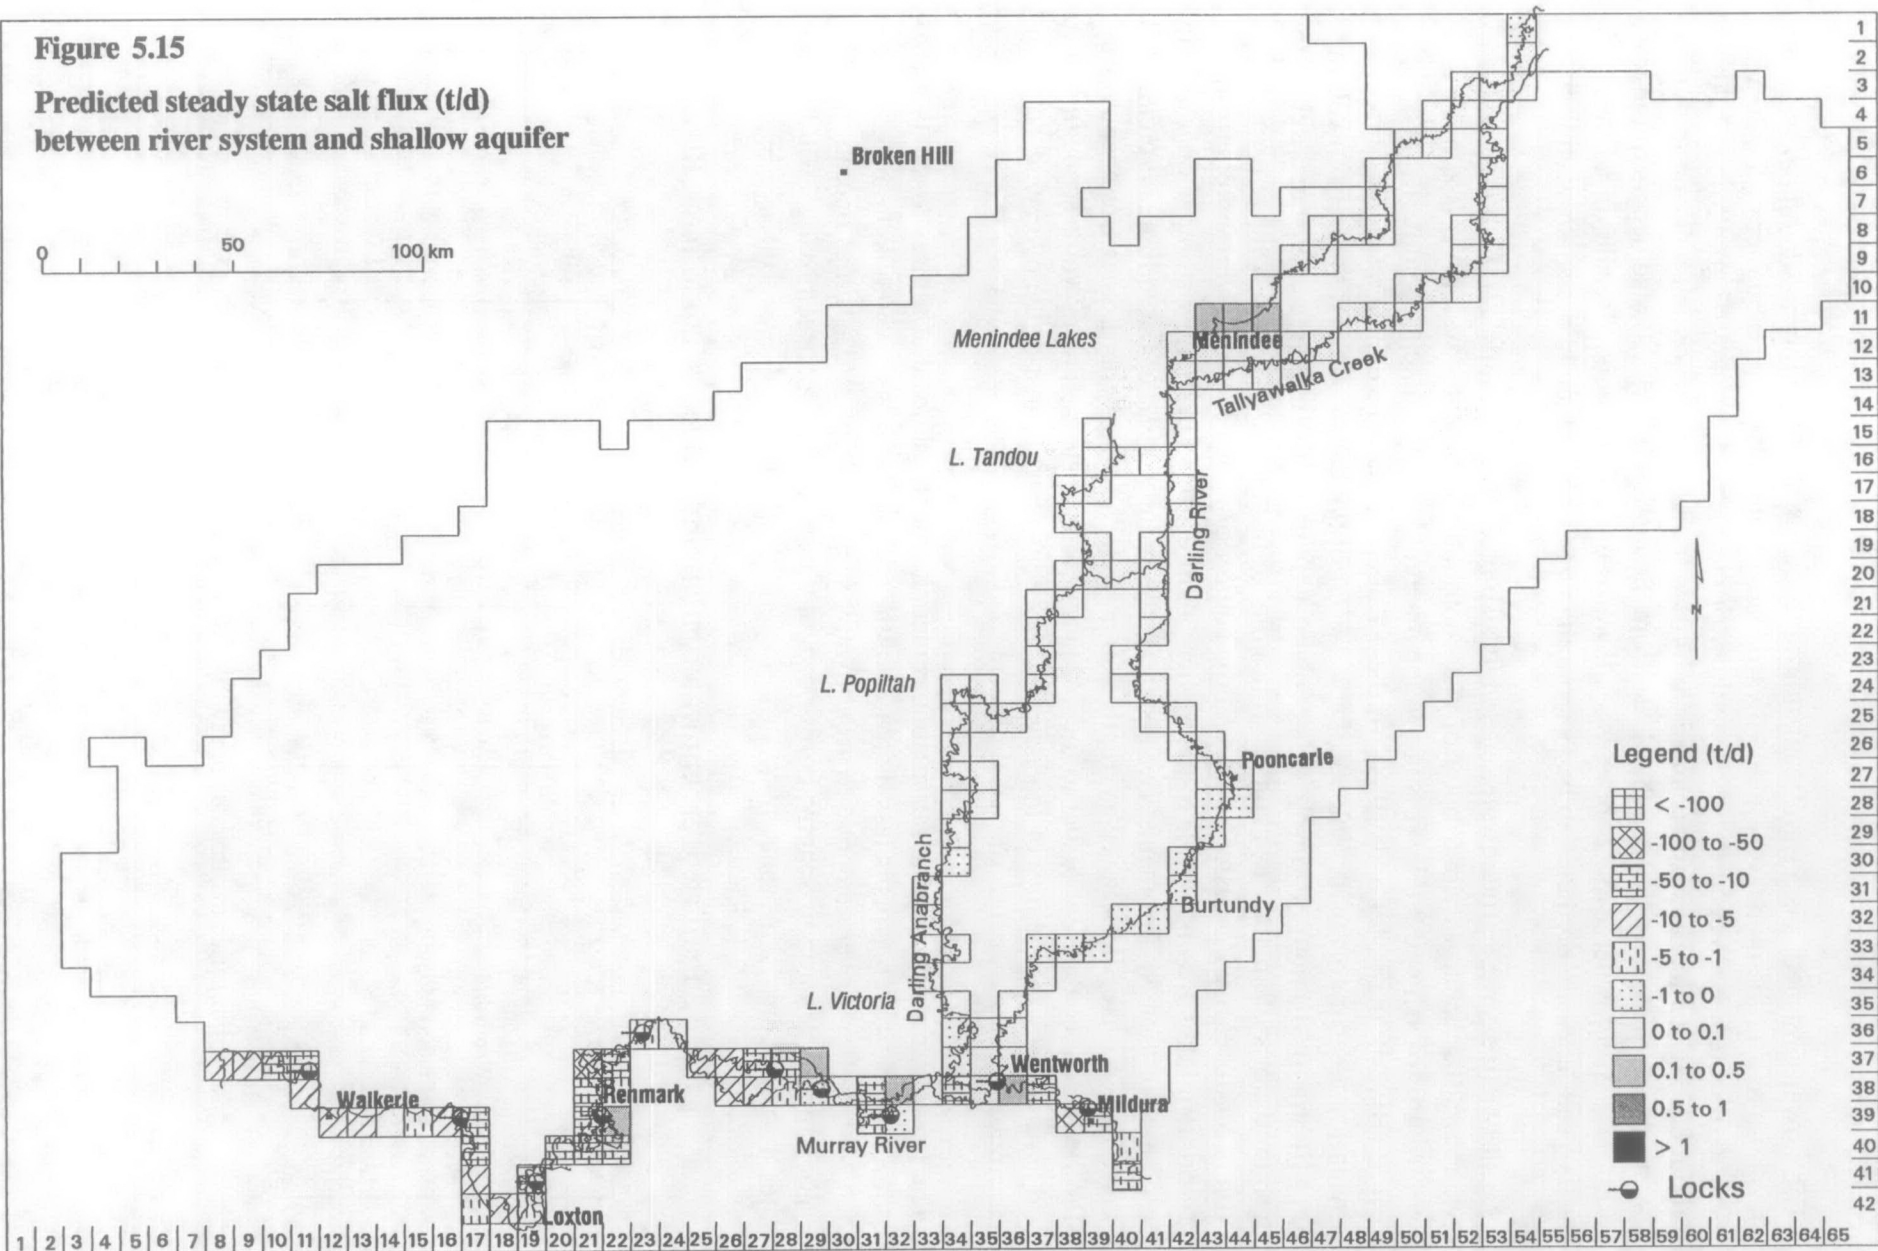 Figure 5.15
Predicted steady state salt flux (t/d)
between river system and shallow aquifer
0 50 100 km
Broken Hill
Menindee Lakes
Menindee
Tallyawalka Creek
L. Tandou
Darling River
L. Popiltah
Pooncarie
Darling Anabranch
Burtundy
L. Victoria
Wentworth
Walkerie
Renmark
Mildura
Murray River
Loxton
N
Legend (t/d)
< -100
-100 to -50
-50 to -10
-10 to -5
-5 to -1
-1 to 0
0 to 0.1
0.1 to 0.5
0.5 to 1
> 1
Locks
1
2
3
4
5
6
7
8
9
10
11
12
13
14
15
16
17
18
19
20
21
22
23
24
25
26
27
28
29
30
31
32
33
34
35
36
37
38
39
40
41
42
1 2 3 4 5 6 7 8 9 10 11 12 13 14 15 16 17 18 19 20 21 22 23 24 25 26 27 28 29 30 31 32 33 34 35 36 37 38 39 40 41 42 43 44 45 46 47 48 49 50 51 52 53 54 55 56 57 58 59 60 61 62 63 64 65